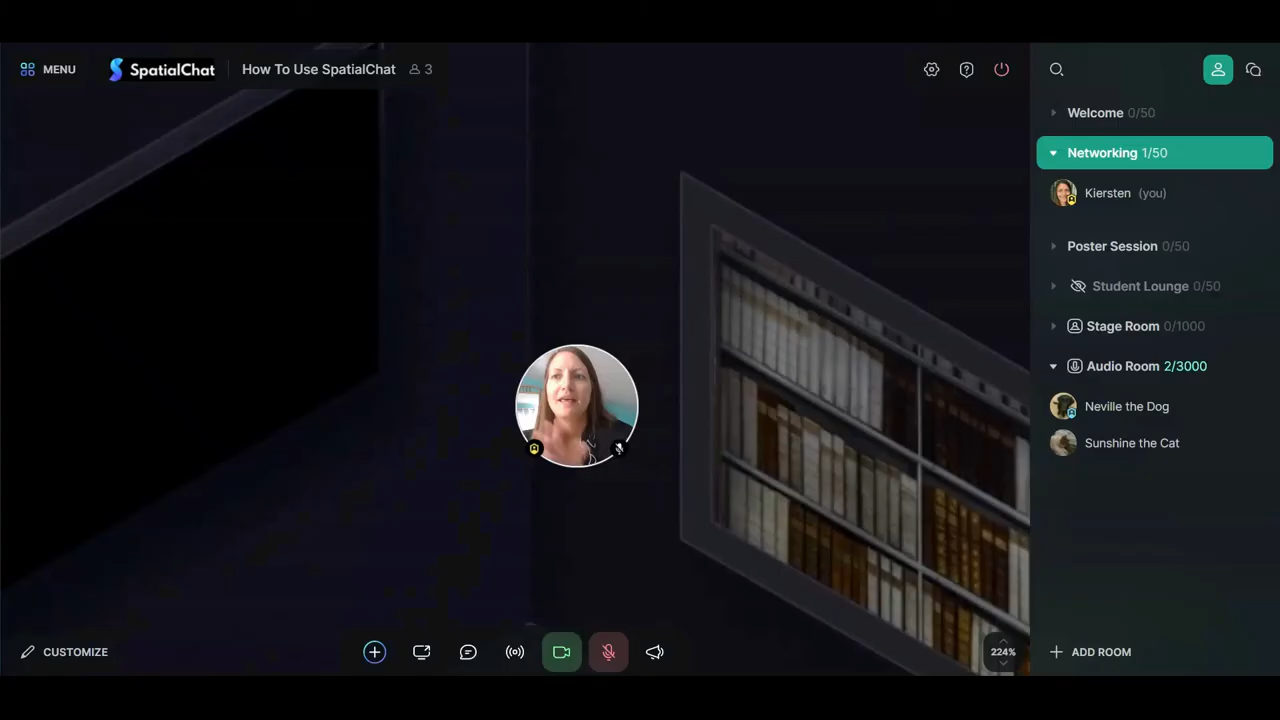 MENU
SpatialChat
How To Use SpatialChat
3
Welcome 0/50
Networking 1/50
Kiersten (you)
Poster Session 0/50
Student Lounge 0/50
Stage Room 0/1000
Audio Room 2/3000
Neville the Dog
Sunshine the Cat
CUSTOMIZE
224%
ADD ROOM